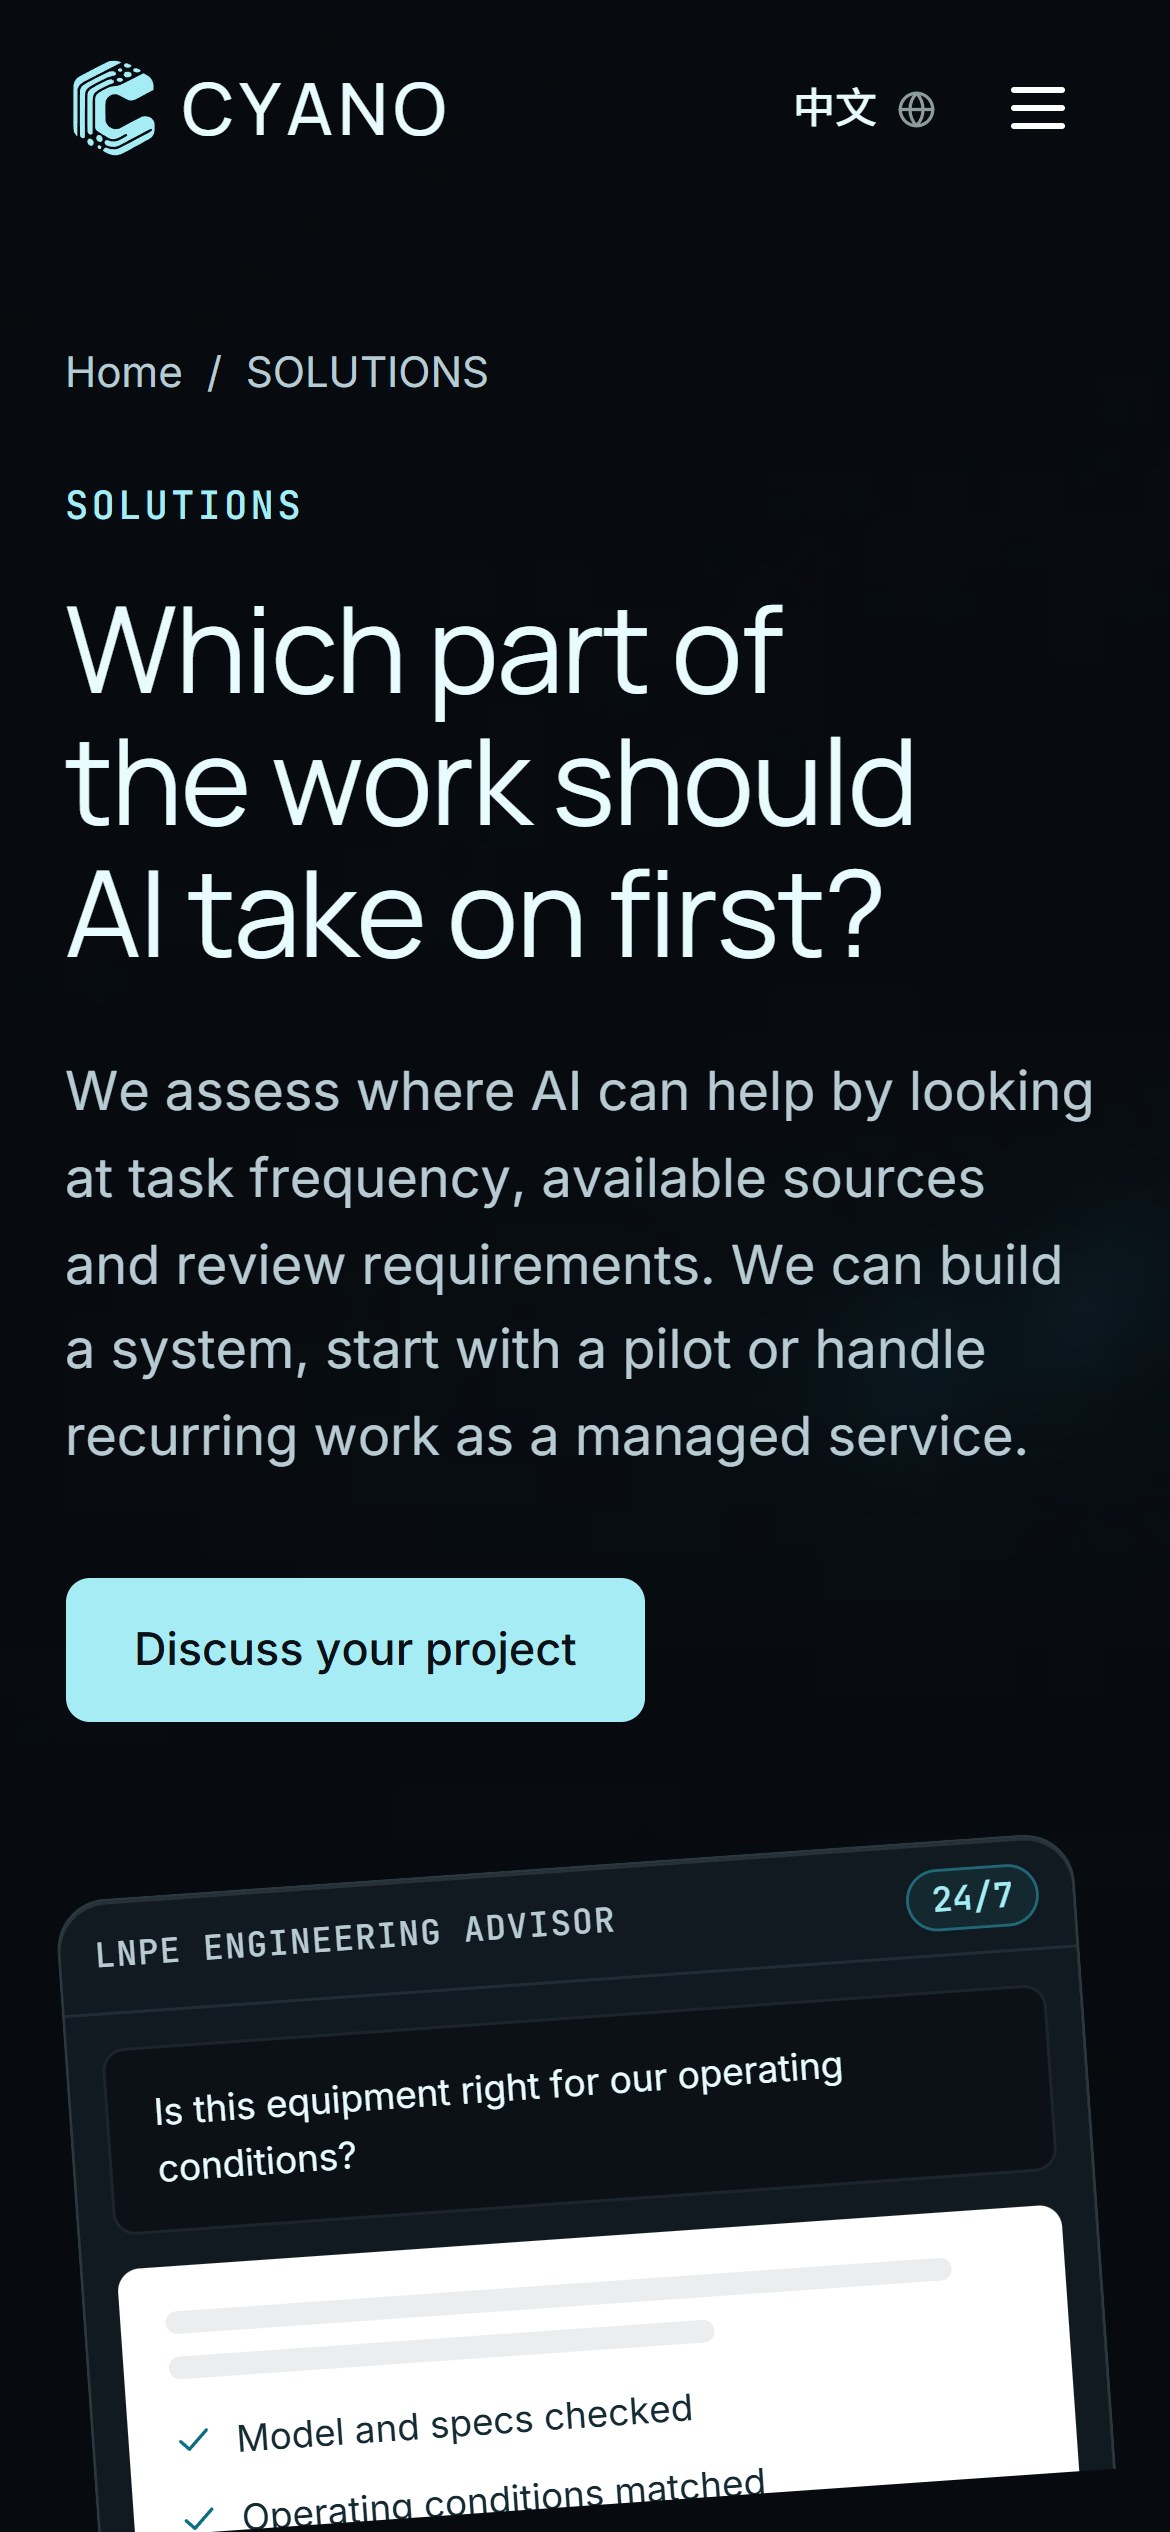 CYANO
中文
Home / SOLUTIONS
SOLUTIONS
Which part of
the work should
AI take on first?
We assess where AI can help by looking
at task frequency, available sources
and review requirements. We can build
a system, start with a pilot or handle
recurring work as a managed service.
Discuss your project
LNPE ENGINEERING ADVISOR
24/7
Is this equipment right for our operating
conditions?
Model and specs checked
Operating conditions matched